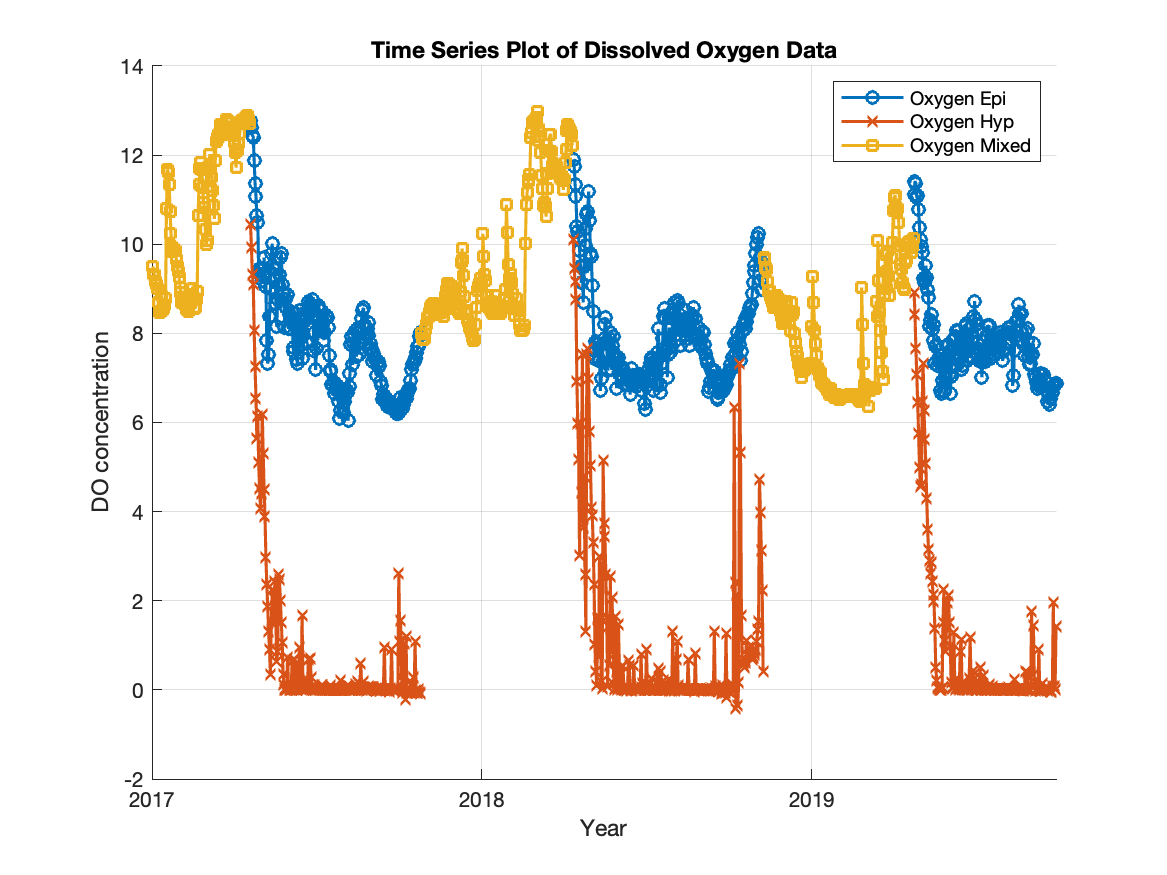 Time Series Plot of Dissolved Oxygen Data
14
12
10
8
6
4
2
0
-2
DO concentration
2017
2018
2019
Year
Oxygen Epi
Oxygen Hyp
Oxygen Mixed